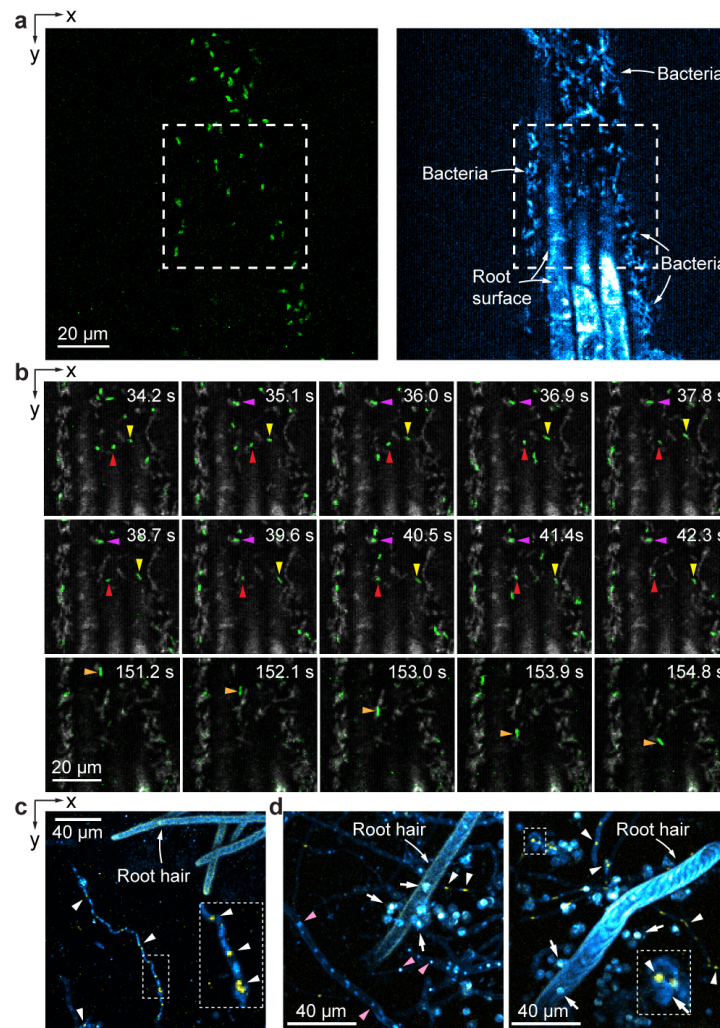 a
x
y
Bacteria
Bacteria
Bacteria
Root
surface
20 µm
b
x
y
34.2 s
35.1 s
36.0 s
36.9 s
37.8 s
38.7 s
39.6 s
40.5 s
41.4s
42.3 s
151.2 s
152.1 s
153.0 s
153.9 s
154.8 s
20 µm
c
x
y
40 µm
Root hair
d
Root hair
40 µm
Root hair
40 µm